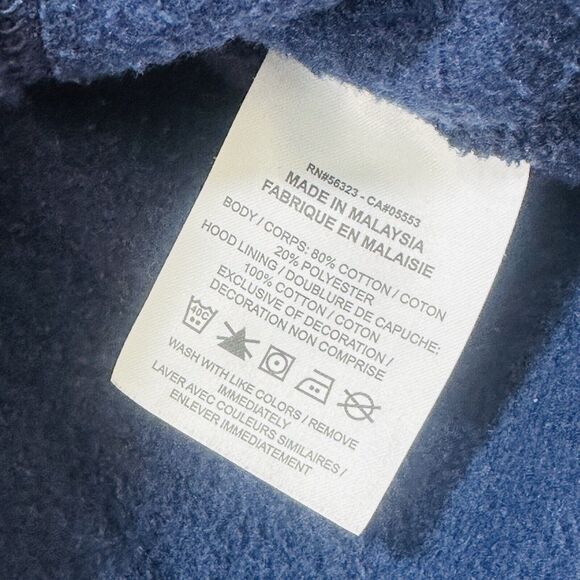 RN#56323 - CA#05553
MADE IN MALAYSIA
FABRIQUE EN MALAISIE
BODY / CORPS: 80% COTTON / COTON
20% POLYESTER
HOOD LINING / DOUBLURE DE CAPUCHE:
100% COTTON / COTON
EXCLUSIVE OF DECORATION /
DECORATION NON COMPRISE
40C
WASH WITH LIKE COLORS / REMOVE
IMMEDIATELY
LAVER AVEC COULEURS SIMILAIRES /
ENLEVER IMMEDIATEMENT